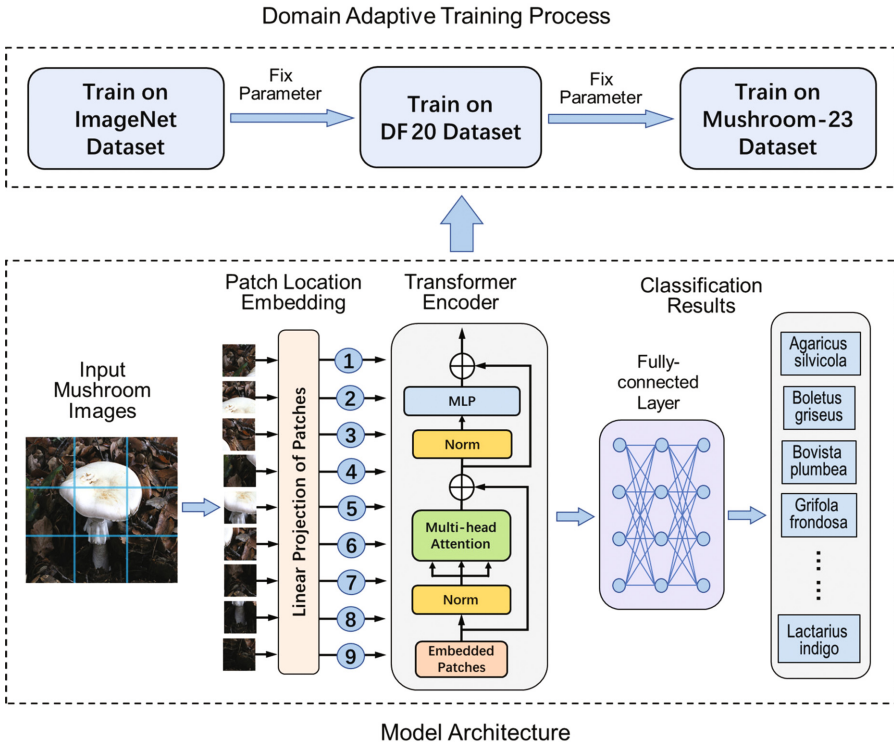 Domain Adaptive Training Process
Train on
ImageNet
Dataset
Fix
Parameter
Train on
DF20 Dataset
Fix
Parameter
Train on
Mushroom-23
Dataset
Input
Mushroom
Images
Patch Location
Embedding
Linear Projection of Patches
1
2
3
4
5
6
7
8
9
Transformer
Encoder
MLP
Norm
Multi-head
Attention
Norm
Embedded
Patches
Fully-
connected
Layer
Classification
Results
Agaricus
silvicola
Boletus
griseus
Bovista
plumbea
Grifola
frondosa
Lactarius
indigo
Model Architecture